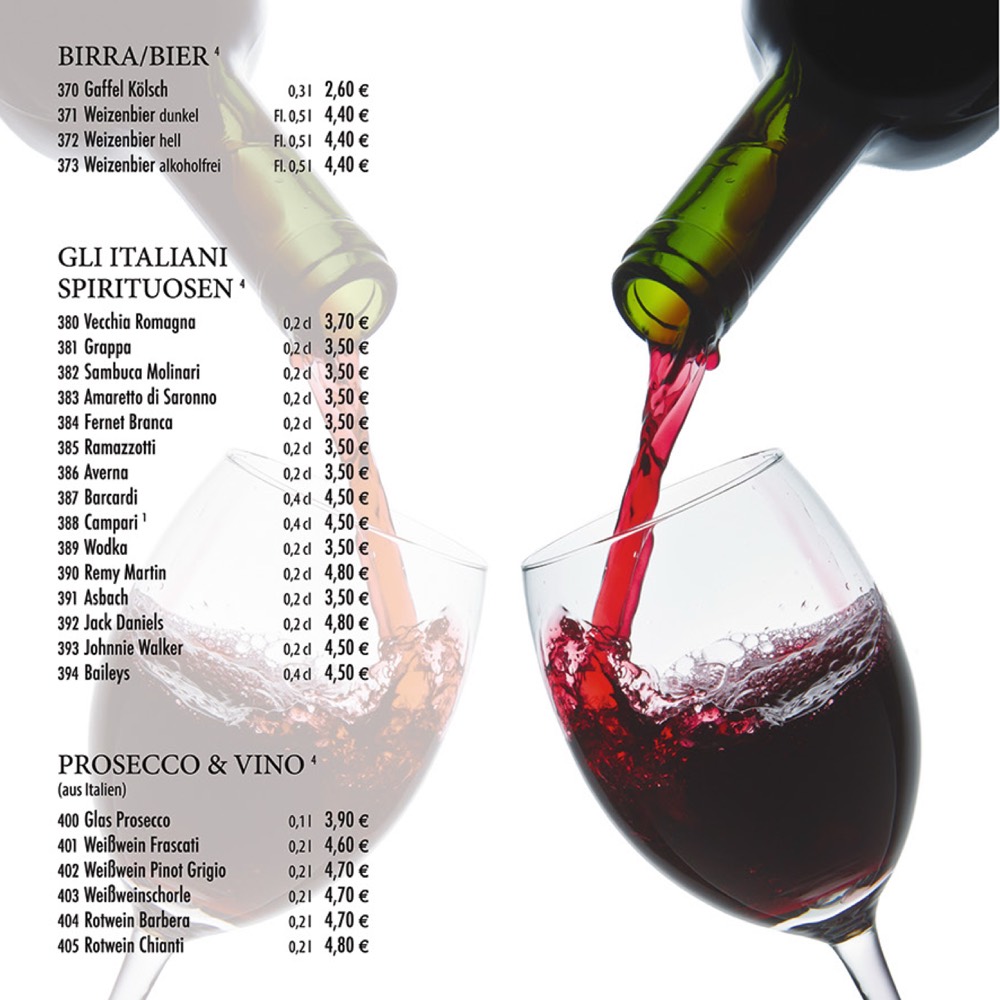 BIRRA/BIER ⁴
370 Gaffel Kölsch 0,3 l 2,60 €
371 Weizenbier dunkel Fl. 0,5 l 4,40 €
372 Weizenbier hell Fl. 0,5 l 4,40 €
373 Weizenbier alkoholfrei Fl. 0,5 l 4,40 €
GLI ITALIANI
SPIRITUOSEN ⁴
380 Vecchia Romagna 0,2 cl 3,70 €
381 Grappa 0,2 cl 3,50 €
382 Sambuca Molinari 0,2 cl 3,50 €
383 Amaretto di Saronno 0,2 cl 3,50 €
384 Fernet Branca 0,2 cl 3,50 €
385 Ramazzotti 0,2 cl 3,50 €
386 Averna 0,2 cl 3,50 €
387 Barcardi 0,4 cl 4,50 €
388 Campari ¹ 0,4 cl 4,50 €
389 Wodka 0,2 cl 3,50 €
390 Remy Martin 0,2 cl 4,80 €
391 Asbach 0,2 cl 3,50 €
392 Jack Daniels 0,2 cl 4,80 €
393 Johnnie Walker 0,2 cl 4,50 €
394 Baileys 0,4 cl 4,50 €
PROSECCO & VINO ⁴
(aus Italien)
400 Glas Prosecco 0,1 l 3,90 €
401 Weißwein Frascati 0,2 l 4,60 €
402 Weißwein Pinot Grigio 0,2 l 4,70 €
403 Weißweinschorle 0,2 l 4,70 €
404 Rotwein Barbera 0,2 l 4,70 €
405 Rotwein Chianti 0,2 l 4,80 €